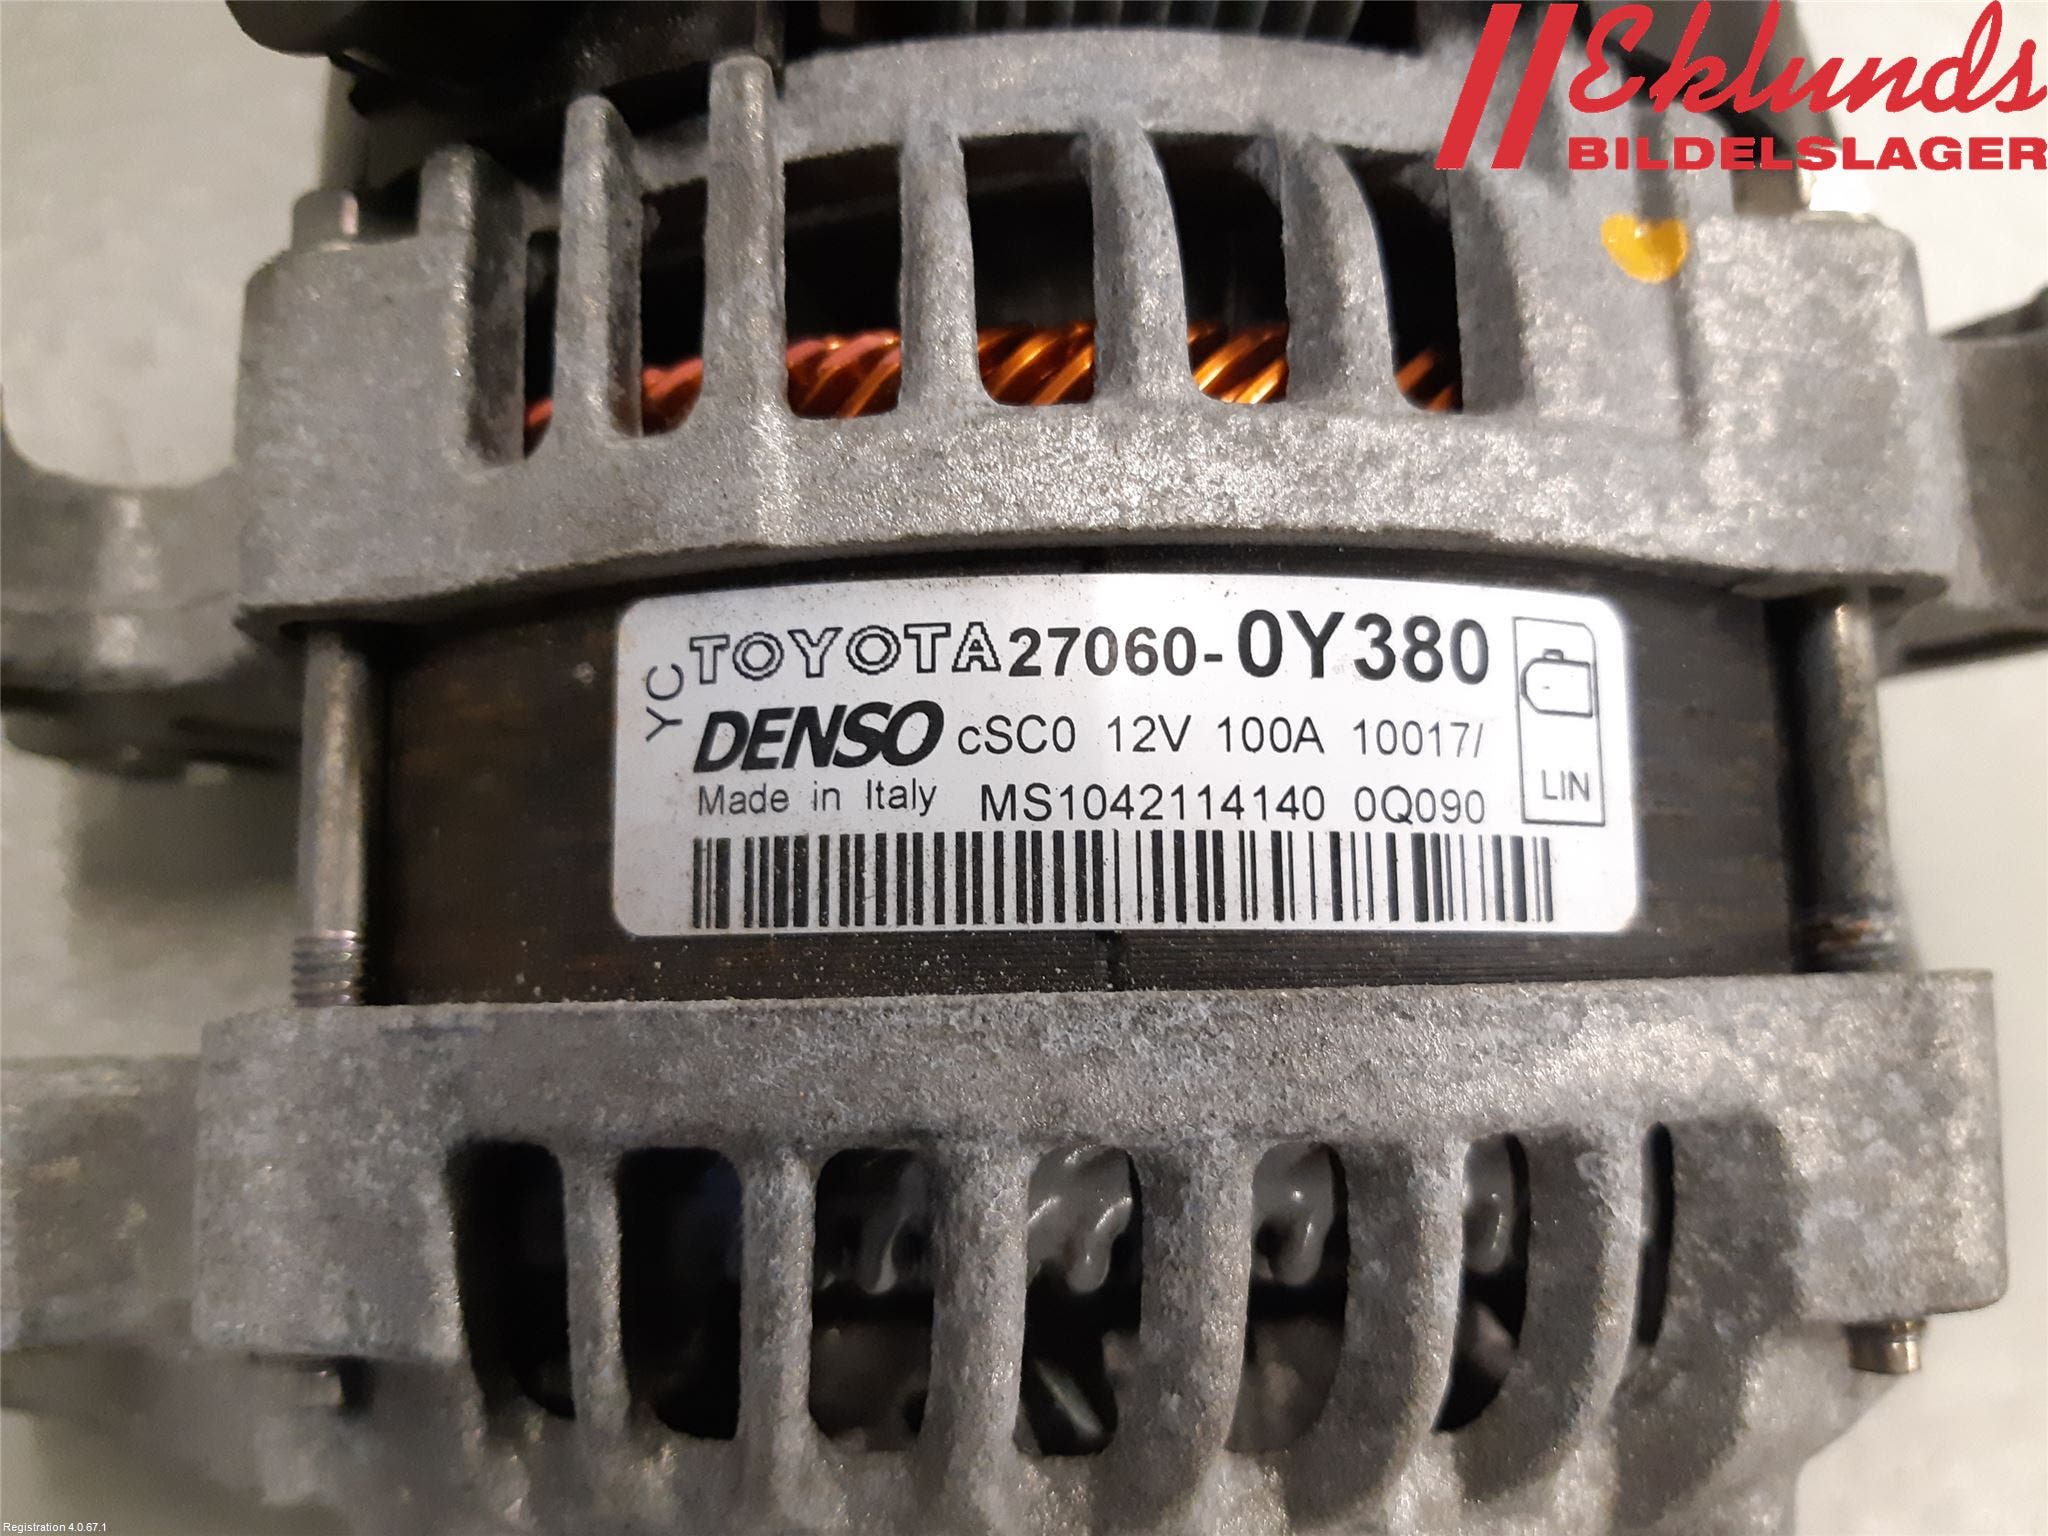 Eklunds
BILDELSLAGER
YC
TOYOTA 27060-0Y380
DENSO cSC0 12V 100A 10017/
Made in Italy MS1042114140 0Q090
LIN
Registration 4.0.67.1